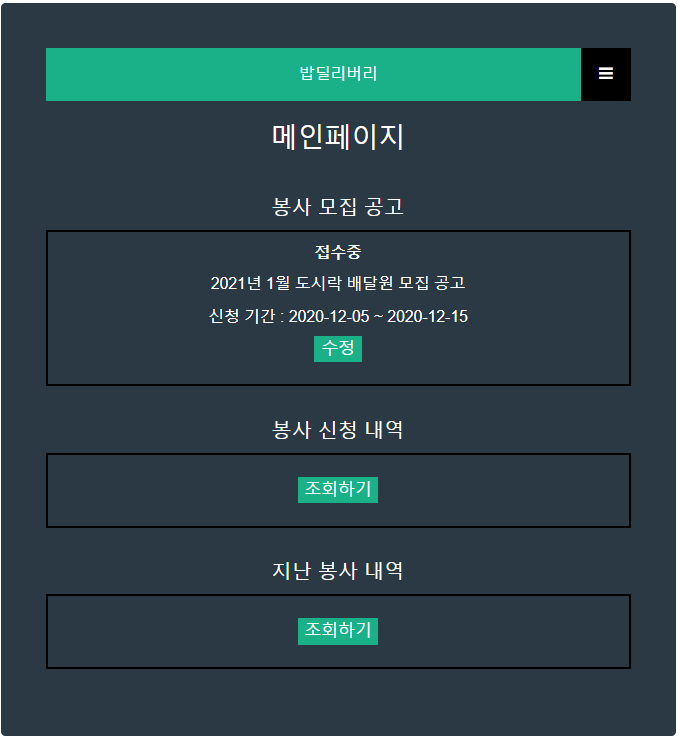 밥딜리버리
메인페이지
봉사 모집 공고
접수중
2021년 1월 도시락 배달원 모집 공고
신청 기간 : 2020-12-05 ~ 2020-12-15
수정
봉사 신청 내역
조회하기
지난 봉사 내역
조회하기